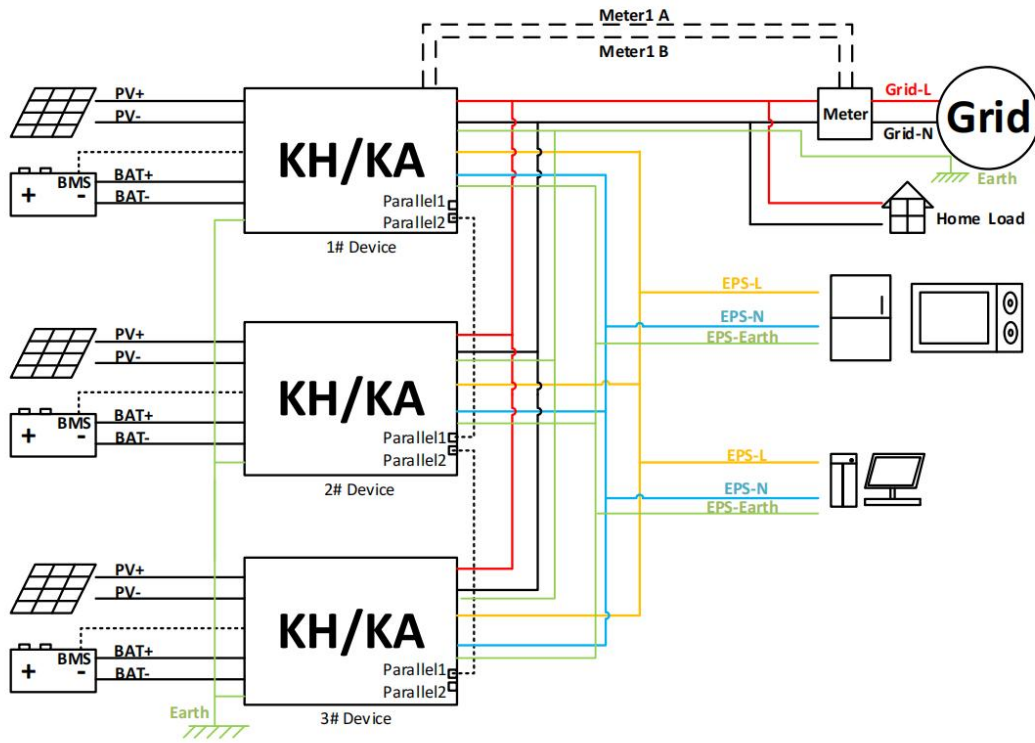 Meter1 A
Meter1 B
PV+
PV-
BMS
+
-
BAT+
BAT-
KH/KA
Parallel1
Parallel2
1# Device
Meter
Grid-L
Grid-N
Grid
Earth
Home Load
EPS-L
EPS-N
EPS-Earth
PV+
PV-
BMS
+
-
BAT+
BAT-
KH/KA
Parallel1
Parallel2
2# Device
EPS-L
EPS-N
EPS-Earth
PV+
PV-
BMS
+
-
BAT+
BAT-
KH/KA
Parallel1
Parallel2
3# Device
Earth